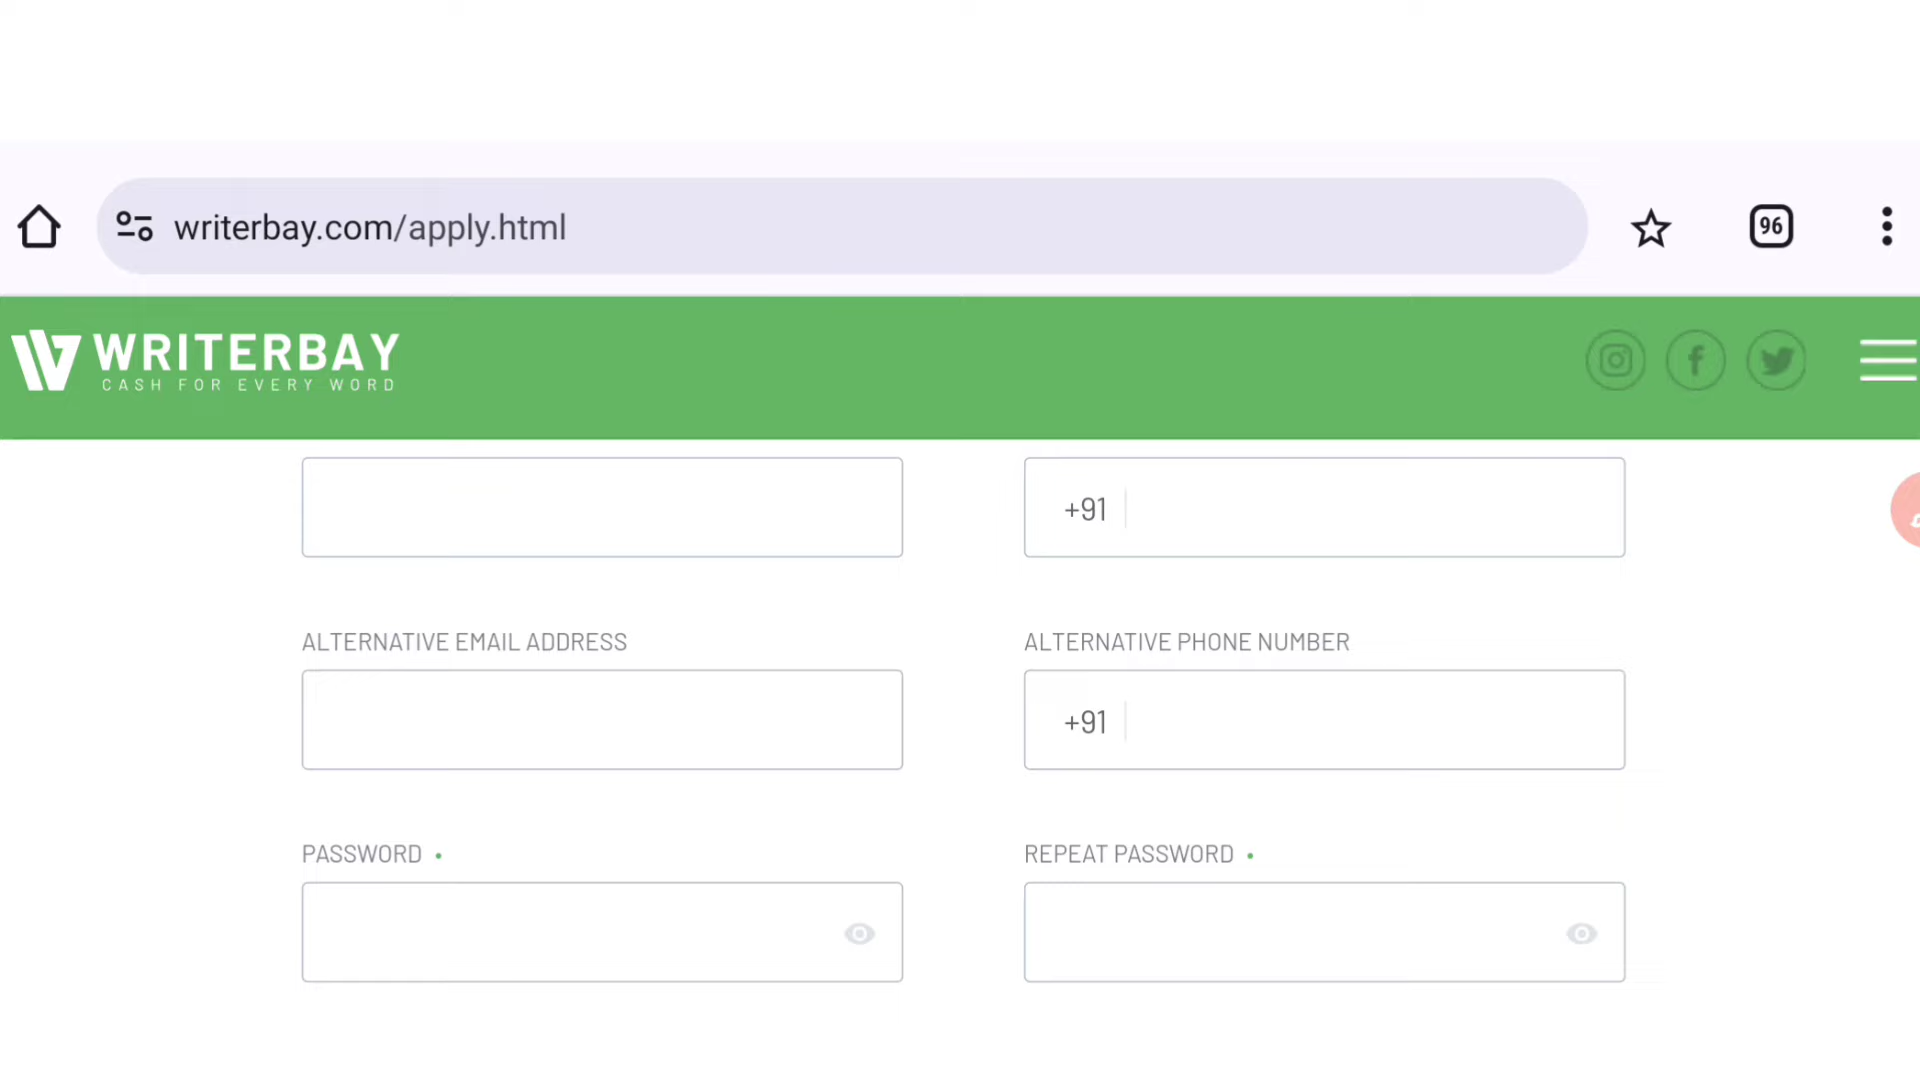 writerbay.com/apply.html
96
WRITERBAY
CASH FOR EVERY WORD
+91
ALTERNATIVE EMAIL ADDRESS
ALTERNATIVE PHONE NUMBER
+91
PASSWORD •
REPEAT PASSWORD •